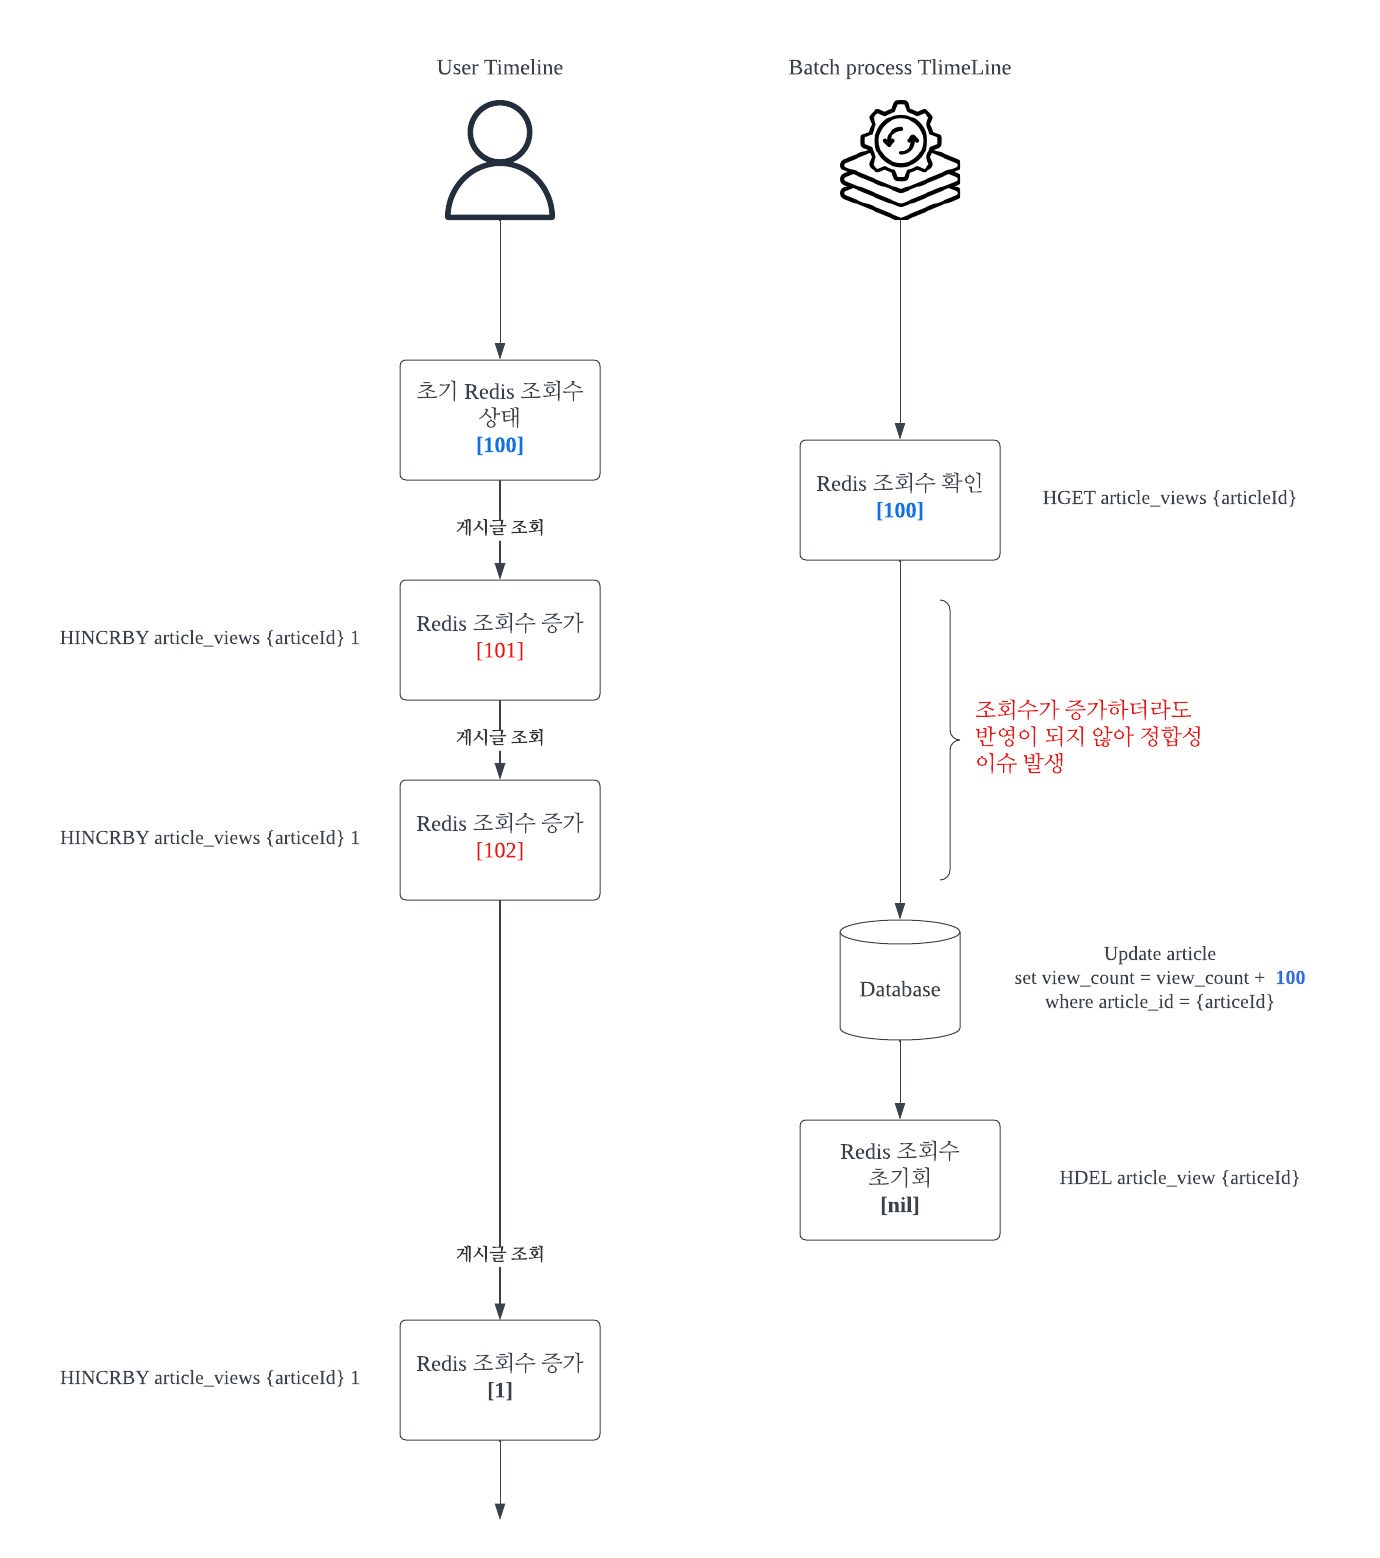 User Timeline
Batch process TlimeLine
초기 Redis 조회수
상태
[100]
Redis 조회수 확인
[100]
HGET article_views {articleId}
게시글 조회
HINCRBY article_views {articeId} 1
Redis 조회수 증가
[101]
조회수가 증가하더라도
반영이 되지 않아 정합성
이슈 발생
게시글 조회
HINCRBY article_views {articeId} 1
Redis 조회수 증가
[102]
Database
Update article
set view_count = view_count + 100
where article_id = {articeId}
Redis 조회수
초기회
[nil]
HDEL article_view {articeId}
게시글 조회
HINCRBY article_views {articeId} 1
Redis 조회수 증가
[1]